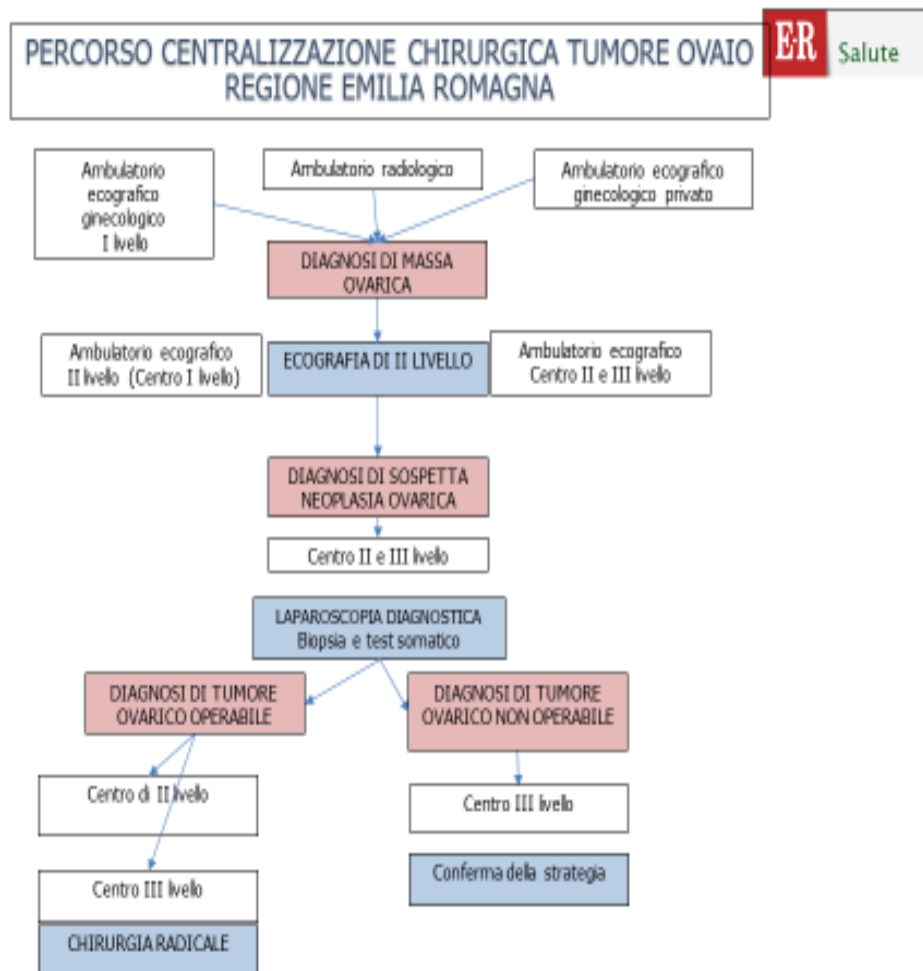 PERCORSO CENTRALIZZAZIONE CHIRURGICA TUMORE OVAIO
REGIONE EMILIA ROMAGNA
E·R Salute
Ambulatorio
ecografico
ginecologico
I livello
Ambulatorio radiologico
Ambulatorio ecografico
ginecologico privato
DIAGNOSI DI MASSA
OVARICA
Ambulatorio ecografico
II livello (Centro I livello)
ECOGRAFIA DI II LIVELLO
Ambulatorio ecografico
Centro II e III livello
DIAGNOSI DI SOSPETTA
NEOPLASIA OVARICA
Centro II e III livello
LAPAROSCOPIA DIAGNOSTICA
Biopsia e test somatico
DIAGNOSI DI TUMORE
OVARICO OPERABILE
DIAGNOSI DI TUMORE
OVARICO NON OPERABILE
Centro di II livello
Centro III livello
Centro III livello
Conferma della strategia
CHIRURGIA RADICALE